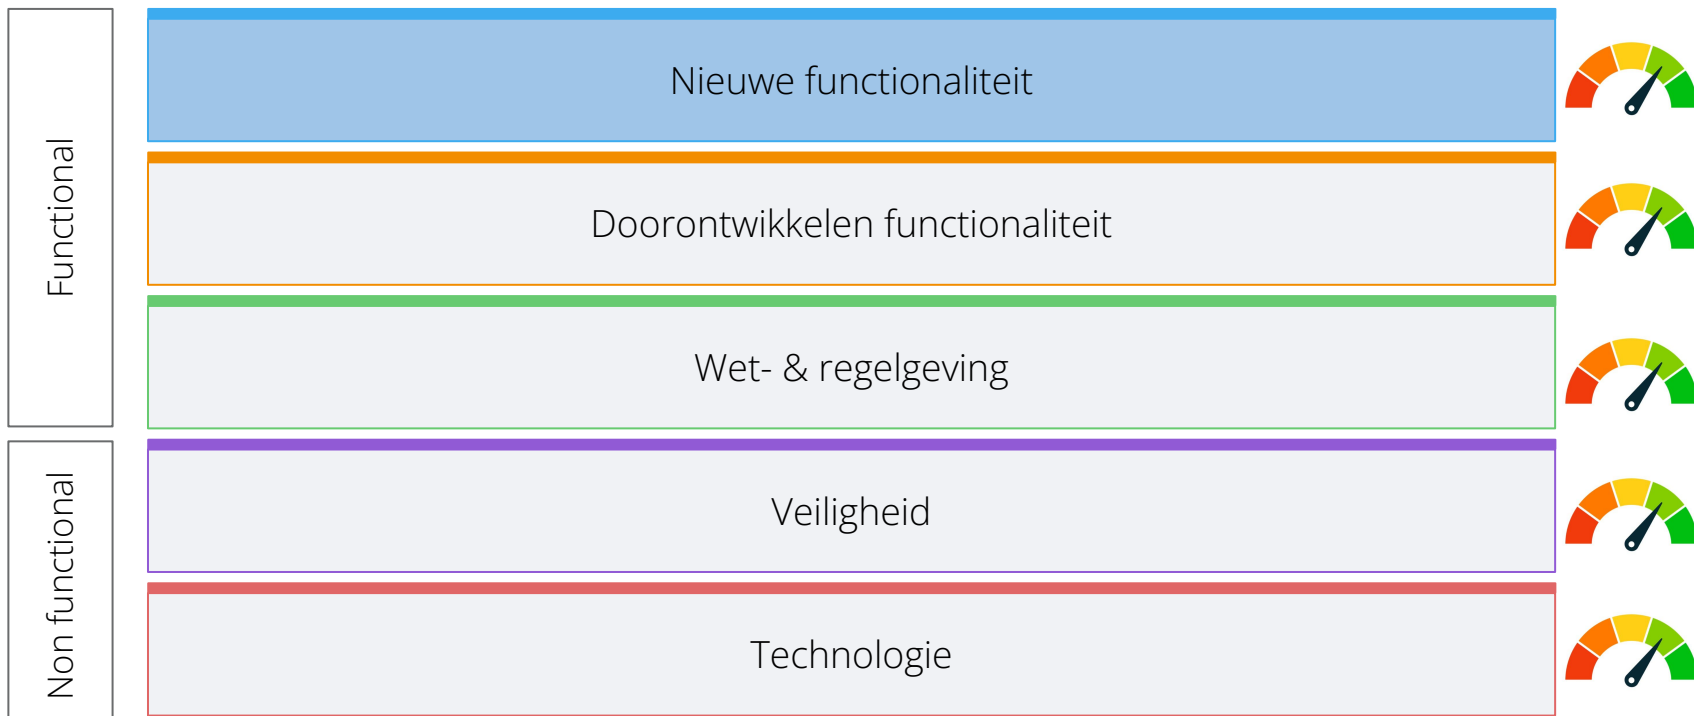 Functional
Nieuwe functionaliteit
Doorontwikkelen functionaliteit
Wet- & regelgeving
Non functional
Veiligheid
Technologie